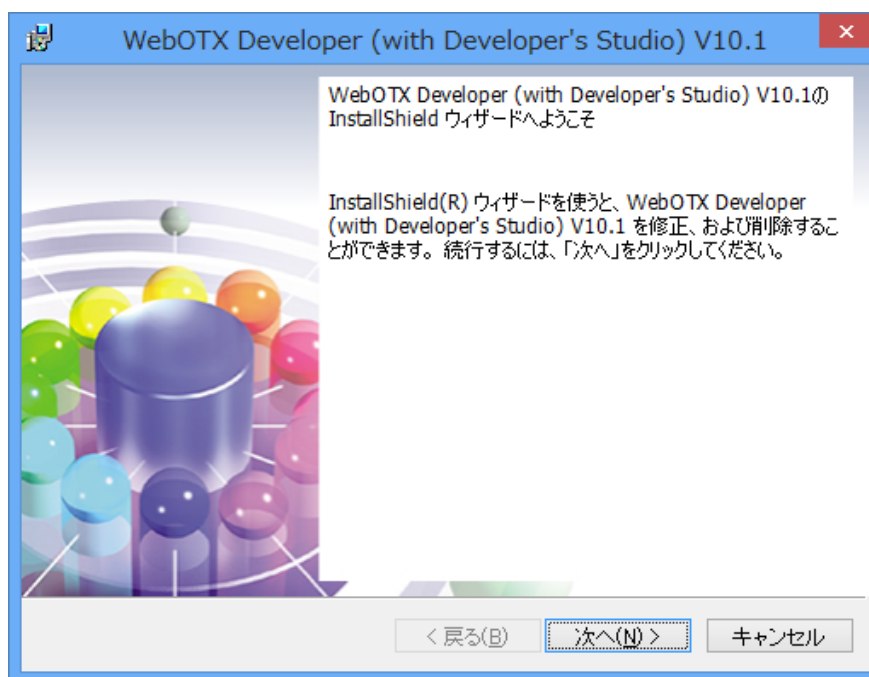 WebOTX Developer (with Developer's Studio) V10.1
WebOTX Developer (with Developer's Studio) V10.1の
InstallShield ウィザードへようこそ
InstallShield(R) ウィザードを使うと、WebOTX Developer
(with Developer's Studio) V10.1 を修正、および削除するこ
とができます。続行するには、「次へ」をクリックしてください。
< 戻る(B)
次へ(N) >
キャンセル